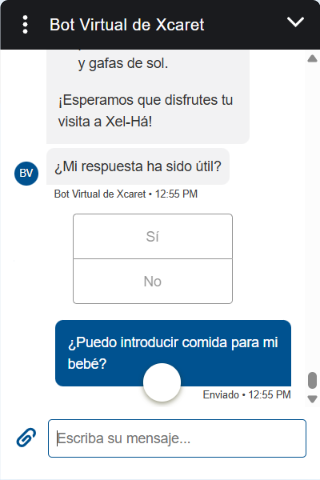 Bot Virtual de Xcaret
y gafas de sol.
¡Esperamos que disfrutes tu
visita a Xel-Há!
BV
¿Mi respuesta ha sido útil?
Bot Virtual de Xcaret • 12:55 PM
Sí
No
¿Puedo introducir comida para mi
bebé?
Enviado • 12:55 PM
Escriba su mensaje...